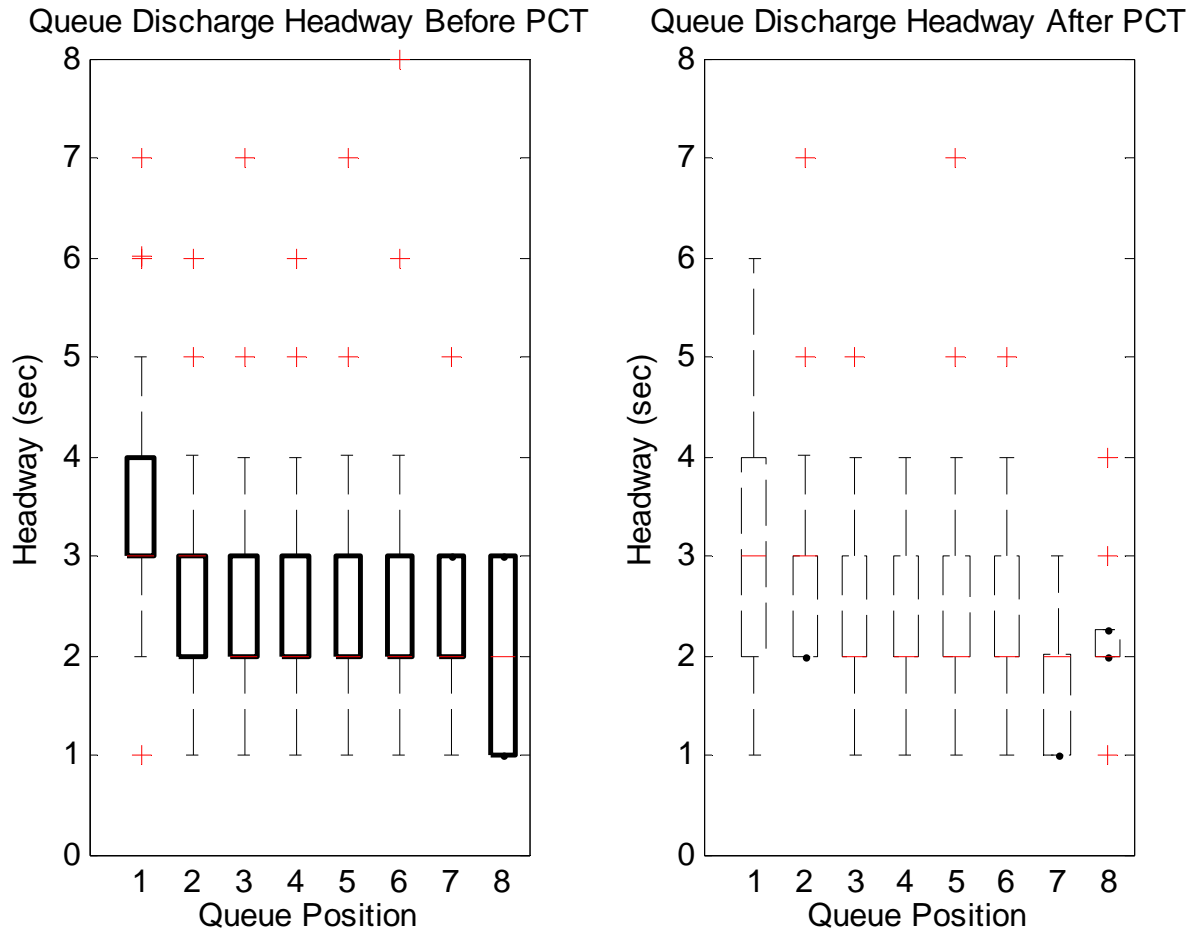 Queue Discharge Headway Before PCT
8
7
6
5
4
3
2
1
0
Headway (sec)
1 2 3 4 5 6 7 8
Queue Position
Queue Discharge Headway After PCT
8
7
6
5
4
3
2
1
0
Headway (sec)
1 2 3 4 5 6 7 8
Queue Position